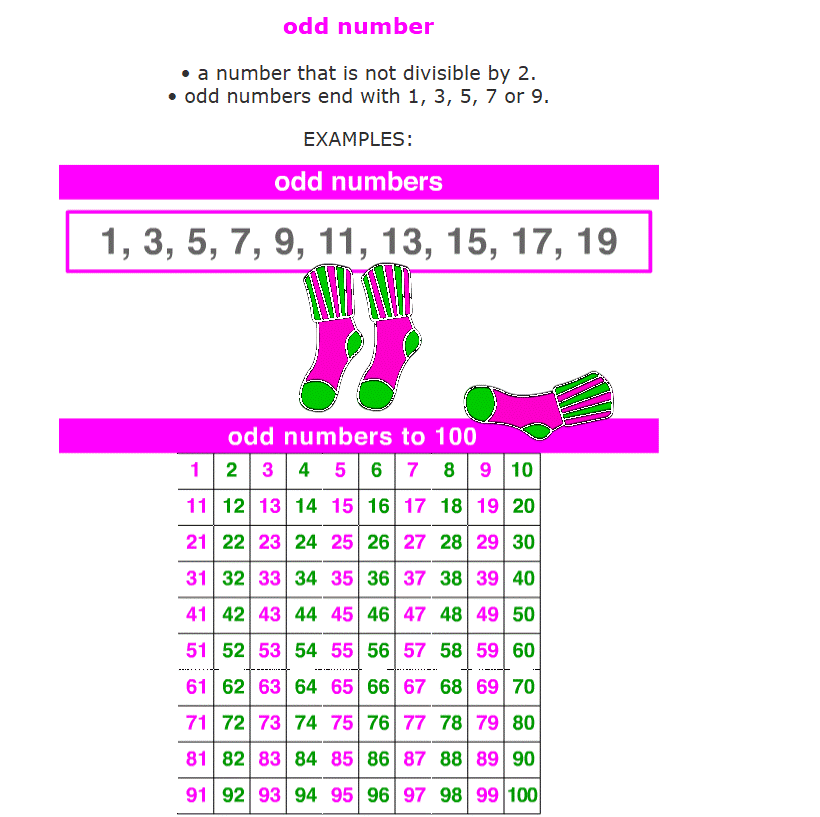 odd number
• a number that is not divisible by 2.
• odd numbers end with 1, 3, 5, 7 or 9.
EXAMPLES:
odd numbers
1, 3, 5, 7, 9, 11, 13, 15, 17, 19
odd numbers to 100
1 2 3 4 5 6 7 8 9 10
11 12 13 14 15 16 17 18 19 20
21 22 23 24 25 26 27 28 29 30
31 32 33 34 35 36 37 38 39 40
41 42 43 44 45 46 47 48 49 50
51 52 53 54 55 56 57 58 59 60
61 62 63 64 65 66 67 68 69 70
71 72 73 74 75 76 77 78 79 80
81 82 83 84 85 86 87 88 89 90
91 92 93 94 95 96 97 98 99 100